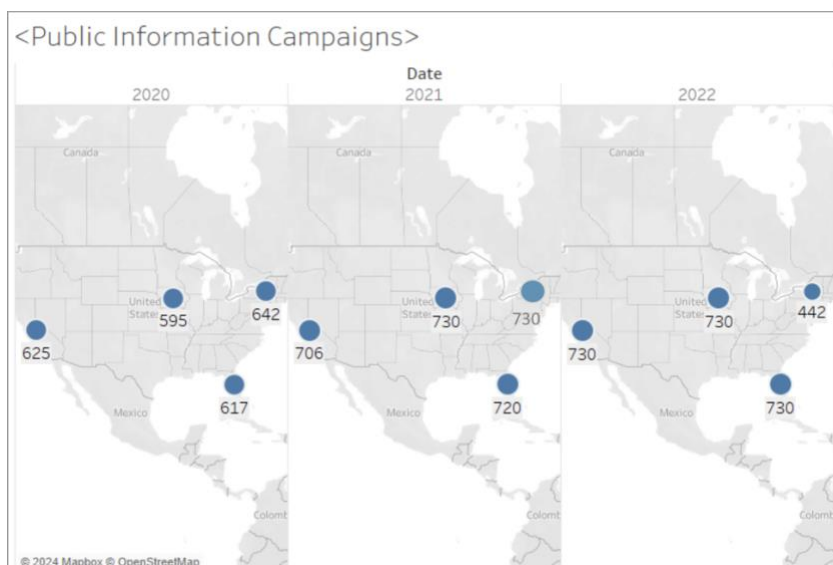 <Public Information Campaigns>
Date
2020
2021
2022
Canada
Canada
Canada
United
States
United
States
United
States
595
642
625
617
Mexico
730
730
706
720
Mexico
730
442
730
730
Mexico
Colomb
Colomb
Colom
© 2024 Mapbox © OpenStreetMap